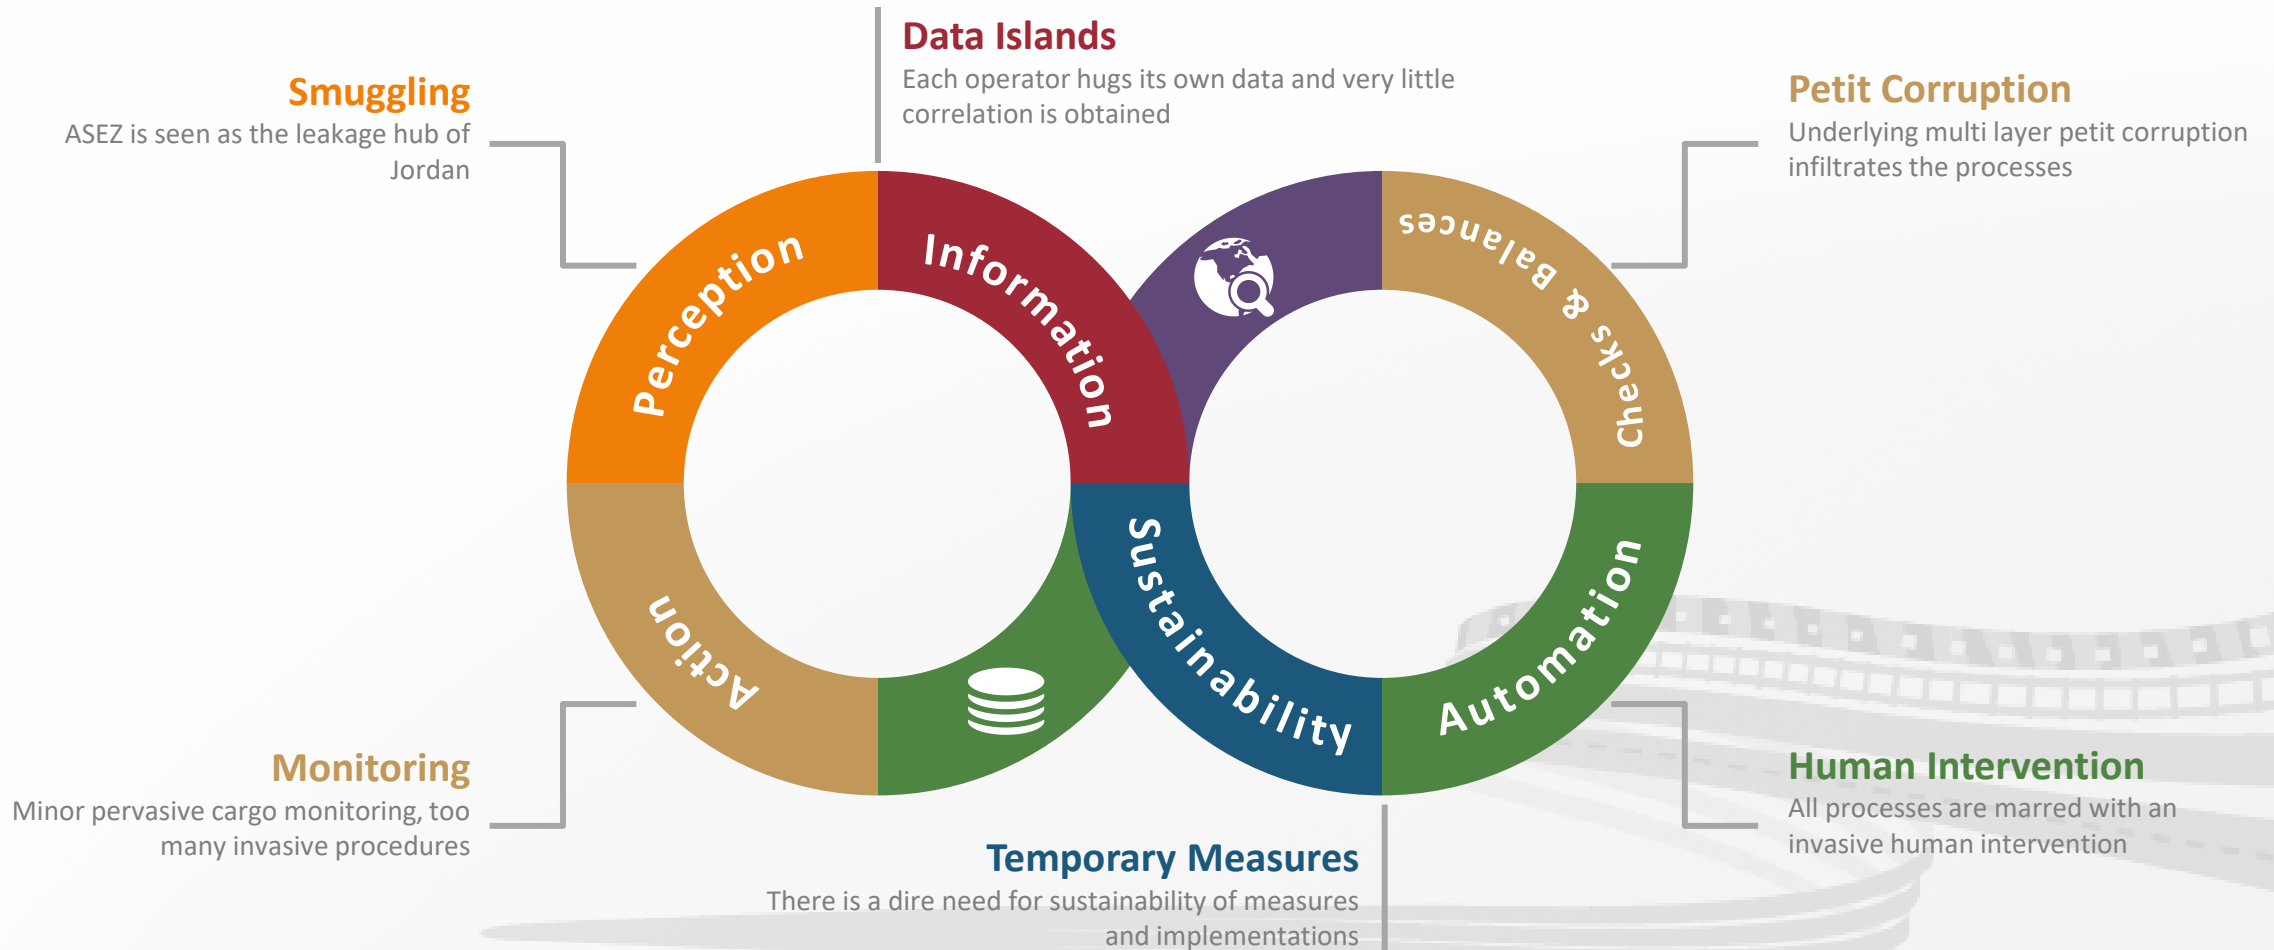 Data Islands
Each operator hugs its own data and very little
correlation is obtained
Smuggling
ASEZ is seen as the leakage hub of
Jordan
Petit Corruption
Underlying multi layer petit corruption
infiltrates the processes
Perception
Information
Checks & Balances
Action
Sustainability
Automation
Monitoring
Minor pervasive cargo monitoring, too
many invasive procedures
Human Intervention
All processes are marred with an
invasive human intervention
Temporary Measures
There is a dire need for sustainability of measures
and implementations